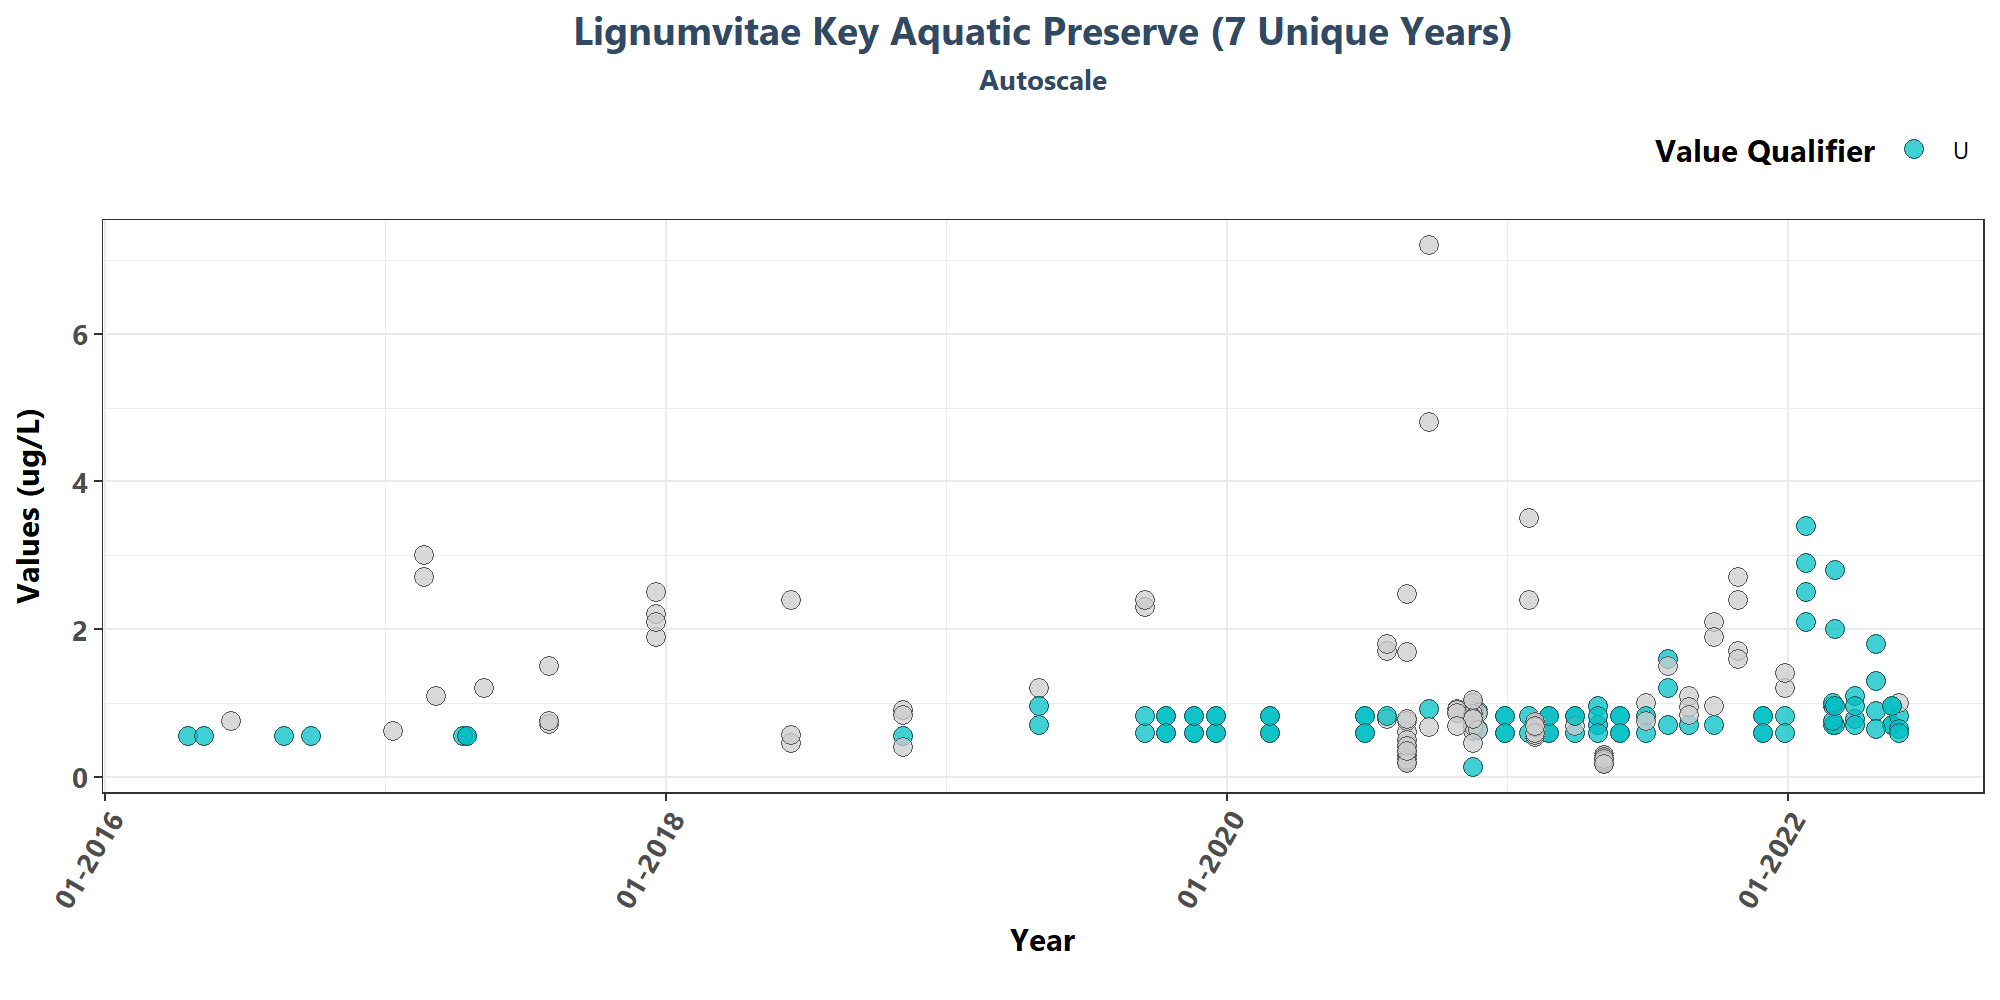 Lignumvitae Key Aquatic Preserve (7 Unique Years)
Autoscale
Value Qualifier U
Values (ug/L)
6
4
2
0
01-2016 01-2018 01-2020 01-2022
Year